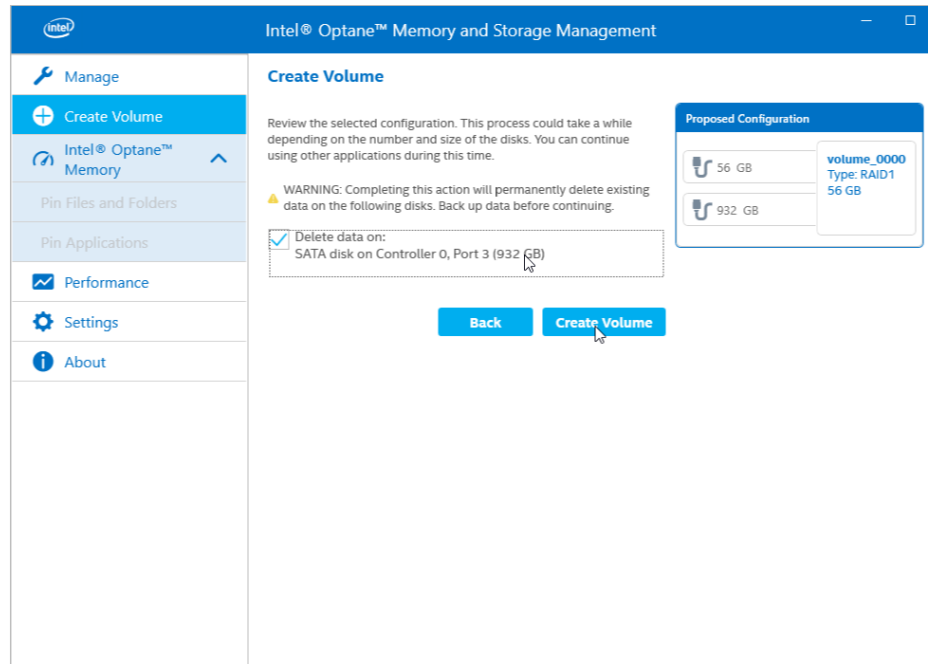 intel
Intel® Optane™ Memory and Storage Management
Manage
Create Volume
Intel® Optane™
Memory
Pin Files and Folders
Pin Applications
Performance
Settings
About
Create Volume
Review the selected configuration. This process could take a while
depending on the number and size of the disks. You can continue
using other applications during this time.
WARNING: Completing this action will permanently delete existing
data on the following disks. Back up data before continuing.
Delete data on:
SATA disk on Controller 0, Port 3 (932 GB)
Back
Create Volume
Proposed Configuration
56 GB
932 GB
volume_0000
Type: RAID1
56 GB